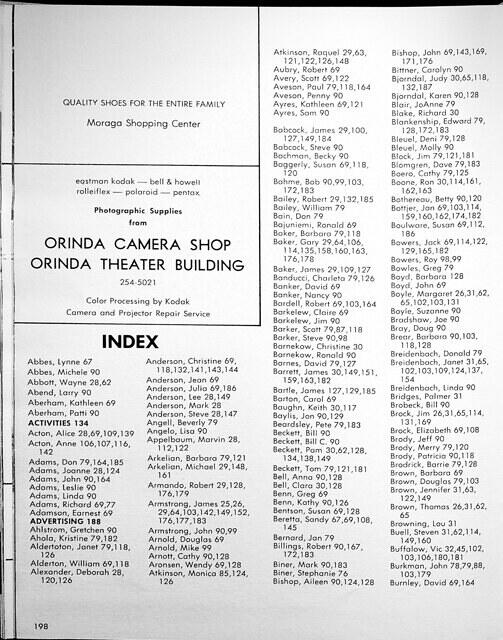 QUALITY SHOES FOR THE ENTIRE FAMILY
Moraga Shopping Center
eastman kodak — bell & howell
rolleiflex — polaroid — pentax
Photographic Supplies
from
ORINDA CAMERA SHOP
ORINDA THEATER BUILDING
254-5021
Color Processing by Kodak
Camera and Projector Repair Service
INDEX
Abbes, Lynne 67
Abbes, Michele 90
Abbott, Wayne 28,62
Abend, Larry 90
Aberham, Kathleen 69
Aberham, Patti 90
ACTIVITIES 134
Acton, Alice 28,69,109,139
Acton, Anne 106,107,116,
142
Adams, Don 79,164,185
Adams, Joanne 28,124
Adams, John 90,164
Adams, Leslie 90
Adams, Linda 90
Adams, Richard 69,77
Adamson, Earnest 69
ADVERTISING 188
Ahlstrom, Gretchen 90
Ahola, Kristine 79,182
Aldertoton, Janet 79,118,
126
Alderton, William 69,118
Alexander, Deborah 28,
120,126
Anderson, Christine 69,
118,132,141,143,144
Anderson, Jean 69
Anderson, Julia 69,186
Anderson, Lee 28,149
Anderson, Mark 28
Anderson, Steve 28,147
Angell, Beverly 79
Angelo, Lisa 90
Appelbaum, Marvin 28,
112,122
Arkelian, Barbara 79,121
Arkelian, Michael 29,148,
161
Armando, Robert 29,128,
176,179
Armstrong, James 25,26,
29,64,103,142,149,152,
176,177,183
Armstrong, John 90,99
Arnold, Douglas 69
Arnold, Mike 99
Arnott, Cathy 90,128
Aronsen, Wendy 69,128
Atkinson, Monica 85,124,
126
Atkinson, Raquel 29,63,
121,122,126,148
Aubry, Robert 69
Avery, Scott 69,122
Aveson, Paul 79,118,164
Aveson, Penny 90
Ayres, Kathleen 69,121
Ayres, Sam 90
Babcock, James 29,100,
127,149,184
Babcock, Steve 90
Bachman, Becky 90
Baggerly, Susan 69,118,
120
Bahme, Bob 90,99,103,
172,183
Bailey, Robert 29,132,185
Bailey, William 79
Bain, Don 79
Bajuniemi, Ronald 69
Baker, Barbara 79,118
Baker, Gary 29,64,106,
114,135,158,160,163,
176,178
Baker, James 29,109,127
Banducci, Charleta 79,126
Banker, David 69
Banker, Nancy 90
Bardell, Robert 69,103,164
Barkelew, Claire 69
Barkelew, Jim 90
Barker, Scott 79,87,118
Barker, Steve 90,98
Barnekow, Christine 30
Barnekow, Ronald 90
Barnes, David 79,127
Barrett, James 30,149,151,
159,163,182
Bartle, James 127,129,185
Barton, Carol 69
Baughn, Keith 30,117
Baylis, Jon 90,129
Beardsley, Pete 79,183
Beckett, Bill 90
Beckett, Bill C. 90
Beckett, Pam 30,62,128,
134,138,149
Beckett, Tom 79,121,181
Bell, Anna 90,128
Bell, Clara 30,128
Benn, Greg 69
Benn, Kathy 90,126
Bentson, Susan 69,128
Beretta, Sandy 67,69,108,
145
Bernard, Jan 79
Billings, Robert 90,167,
172,183
Biner, Mark 90,183
Biner, Stephanie 76
Bishop, Aileen 90,124,128
Bishop, John 69,143,169,
171,176
Bittner, Carolyn 90
Bjorndal, Judy 30,65,118,
132,187
Bjorndal, Karen 90,128
Blair, JoAnne 79
Blake, Richard 30
Blankenship, Edward 79,
128,172,183
Bleuel, Deni 79,128
Bleuel, Molly 90
Block, Jim 79,121,181
Blomgren, Dave 79,183
Boero, Cathy 79,125
Boone, Ron 30,114,161,
162,163
Bothereau, Betty 90,120
Bottjer, Jan 69,103,114,
159,160,162,174,182
Boulware, Susan 69,112,
186
Bowers, Jack 69,114,122,
129,165,182
Bowers, Roy 98,99
Bowles, Greg 79
Boyd, Barbara 128
Boyd, John 69
Boyle, Margaret 26,31,62,
65,102,103,131
Boyle, Suzanne 90
Bradshaw, Joe 90
Bray, Doug 90
Brear, Barbara 90,103,
118,128
Breidenbach, Donald 79
Breidenbach, Janet 31,65,
102,103,109,124,137,
154
Breidenbach, Linda 90
Bridges, Palmer 31
Brobeck, Bill 90
Brock, Jim 26,31,65,114,
131,169
Brock, Elizabeth 69,108
Brody, Jeff 90
Brody, Merry 79,120
Brody, Patricia 90,118
Brodrick, Barrie 79,128
Brown, Barbara 69
Brown, Douglas 79,103
Brown, Jennifer 31,63,
122,149
Brown, Thomas 26,31,62,
65
Browning, Lou 31
Buell, Steven 31,62,114,
149,160
Buffalow, Vic 32,45,102,
103,106,180,181
Burkman, John 78,79,88,
103,179
Burnley, David 69,164
198